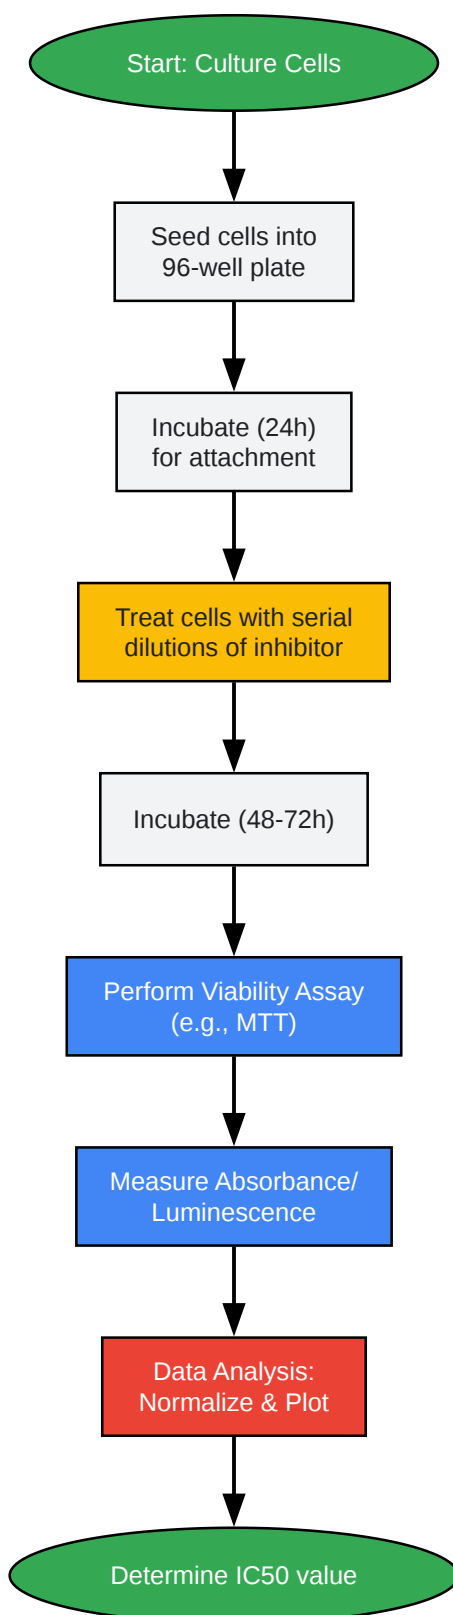 Start: Culture Cells
Seed cells into
96-well plate
Incubate (24h)
for attachment
Treat cells with serial
dilutions of inhibitor
Incubate (48-72h)
Perform Viability Assay
(e.g., MTT)
Measure Absorbance/
Luminescence
Data Analysis:
Normalize & Plot
Determine IC50 value